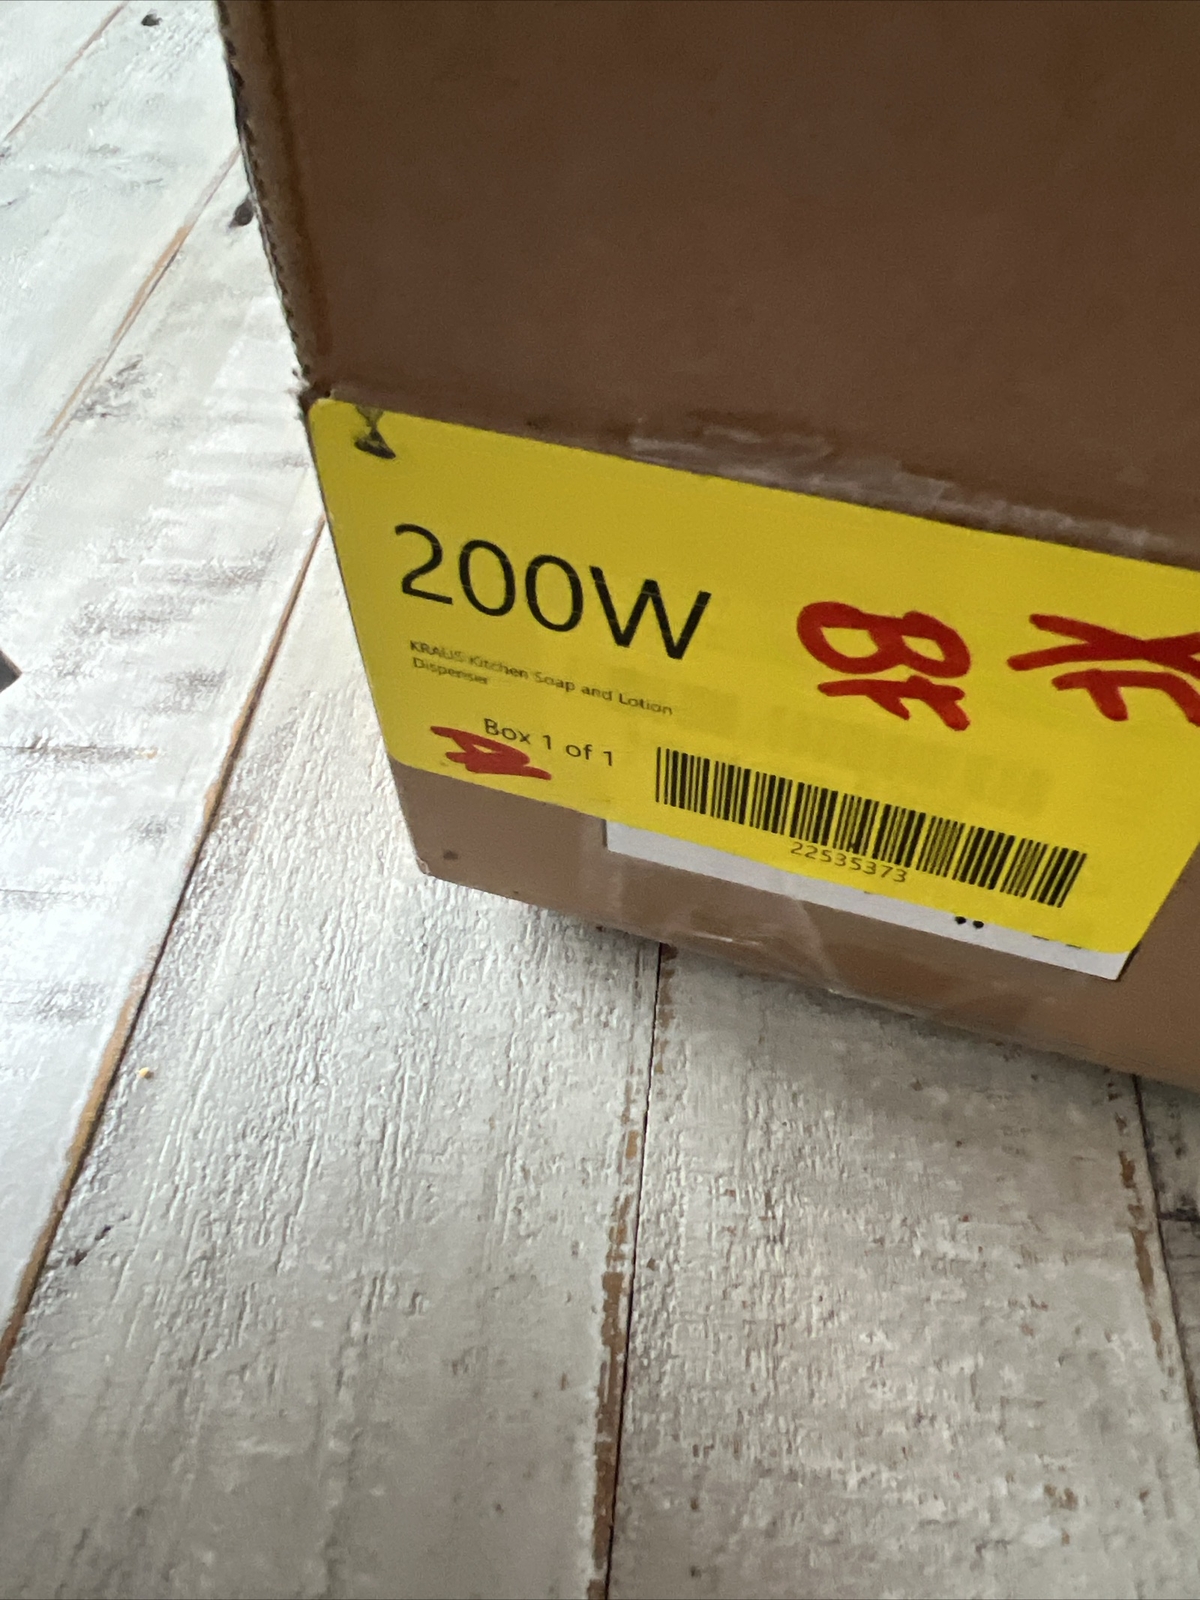 200W
KRAUS Kitchen Soap and Lotion
Dispenser
Box 1 of 1
22535373